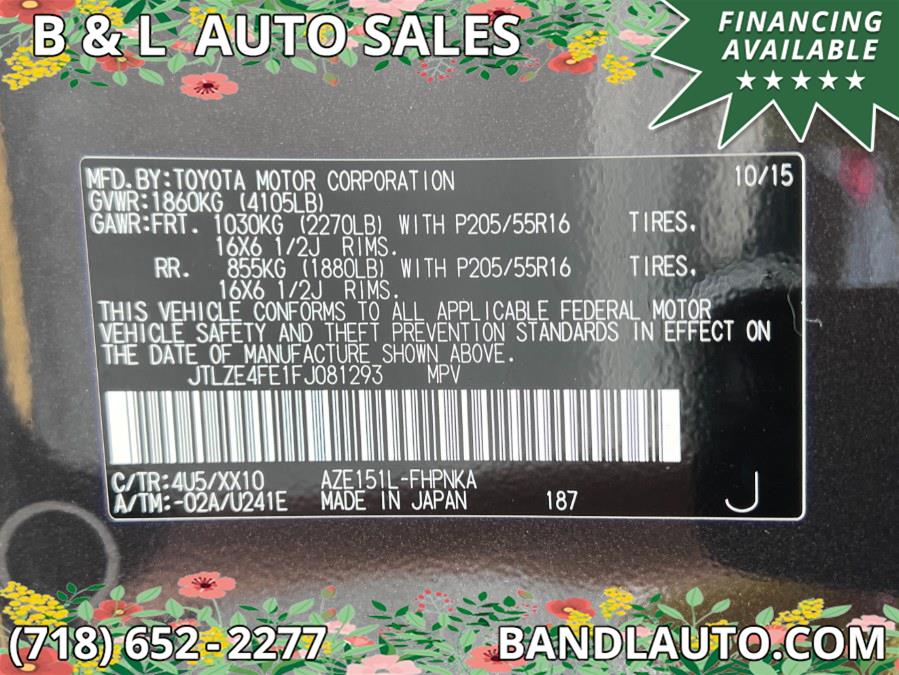 B & L AUTO SALES
FINANCING
AVAILABLE
MFD.BY:TOYOTA MOTOR CORPORATION 10/15
GVWR:1860KG (4105LB)
GAWR:FRT. 1030KG (2270LB) WITH P205/55R16 TIRES,
16X6 1/2J RIMS.
RR. 855KG (1880LB) WITH P205/55R16 TIRES,
16X6 1/2J RIMS.
THIS VEHICLE CONFORMS TO ALL APPLICABLE FEDERAL MOTOR
VEHICLE SAFETY AND THEFT PREVENTION STANDARDS IN EFFECT ON
THE DATE OF MANUFACTURE SHOWN ABOVE.
JTLZE4FE1FJ081293 MPV
C/TR:4U5/XX10 AZE151L-FHPNKA
A/TM:-02A/U241E MADE IN JAPAN 187 J
(718) 652-2277 BANDLAUTO.COM